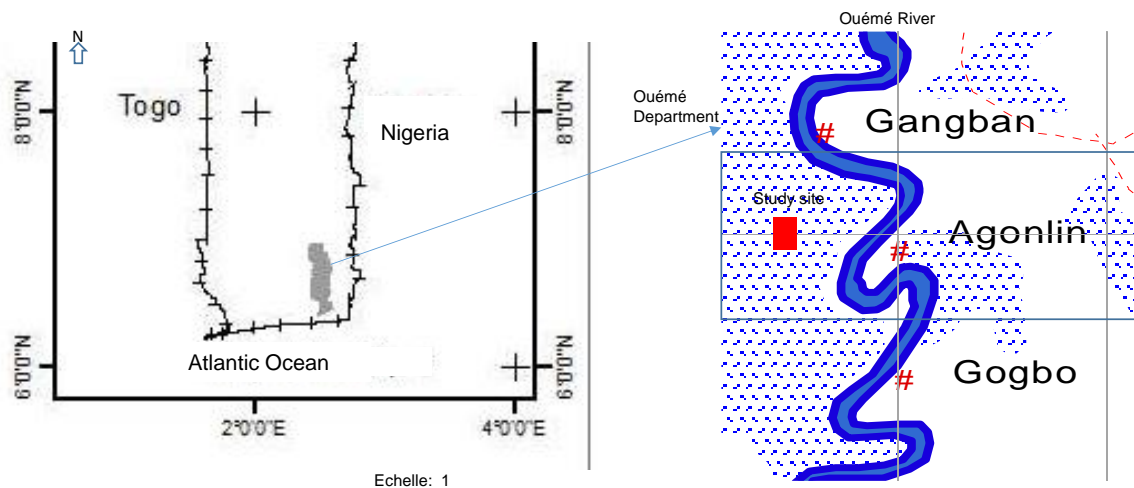 N
Togo
Nigeria
Atlantic Ocean
8°0'0"N
6°0'0"N
8°0'0"N
6°0'0"N
2°0'0"E
4°0'0"E
Echelle: 1
Ouémé River
Ouémé
Department
Gangban
#
Study site
Agonlin
#
Gogbo
#